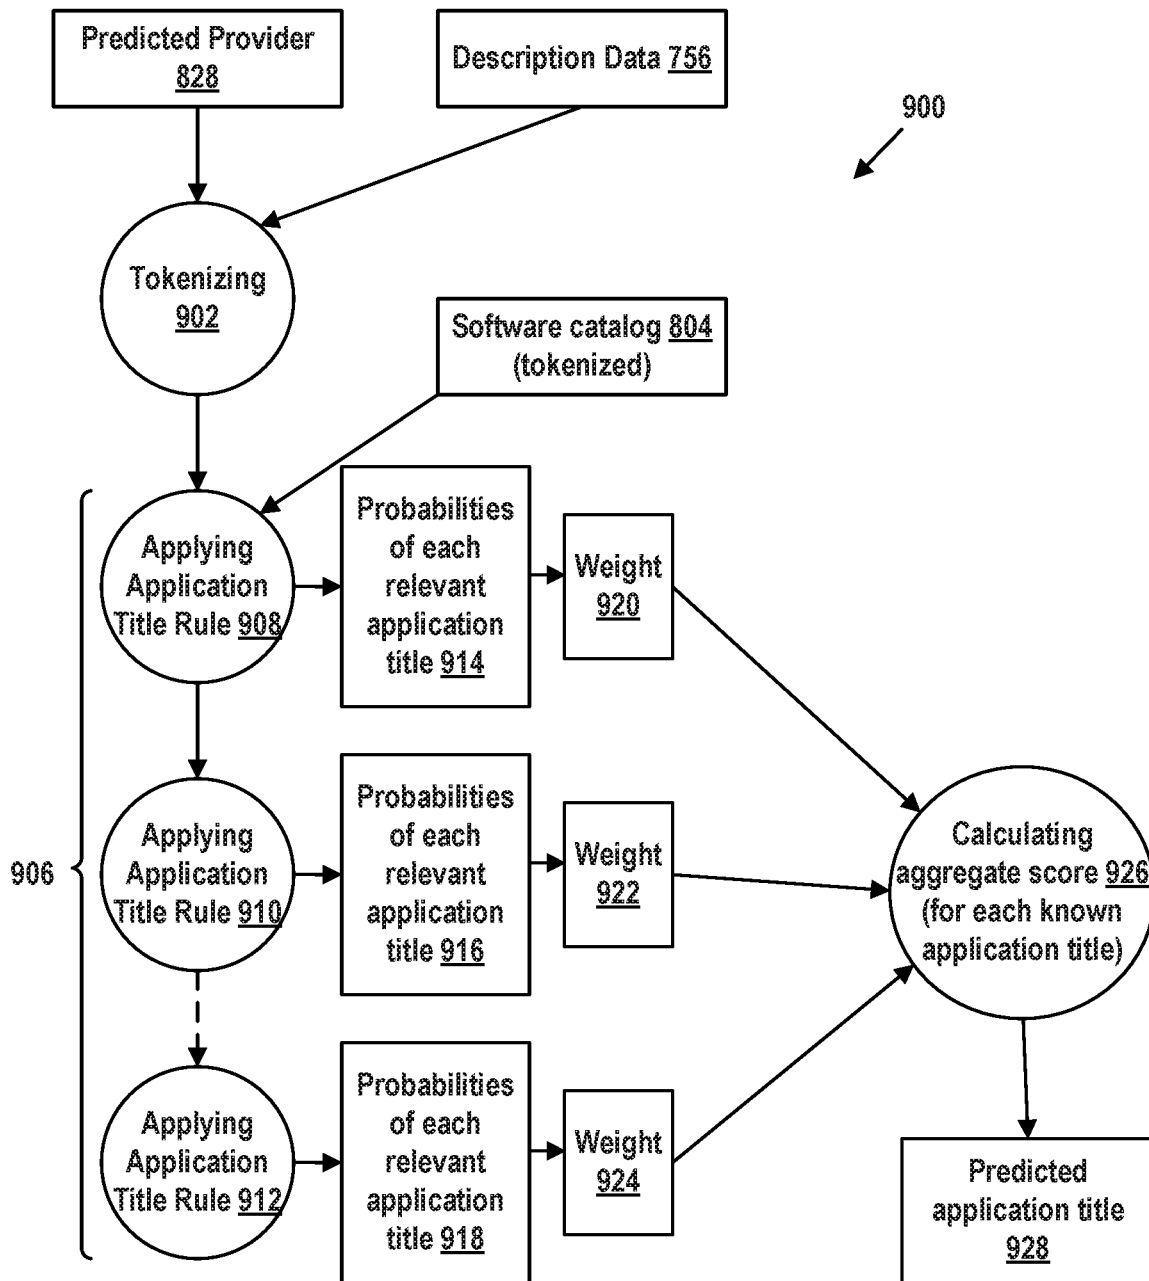 Predicted Provider
828
Description Data 756
900
Tokenizing
902
Software catalog 804
(tokenized)
906
Applying
Application
Title Rule 908
Probabilities
of each
relevant
application
title 914
Weight
920
Applying
Application
Title Rule 910
Probabilities
of each
relevant
application
title 916
Weight
922
Calculating
aggregate score 926
(for each known
application title)
Applying
Application
Title Rule 912
Probabilities
of each
relevant
application
title 918
Weight
924
Predicted
application title
928